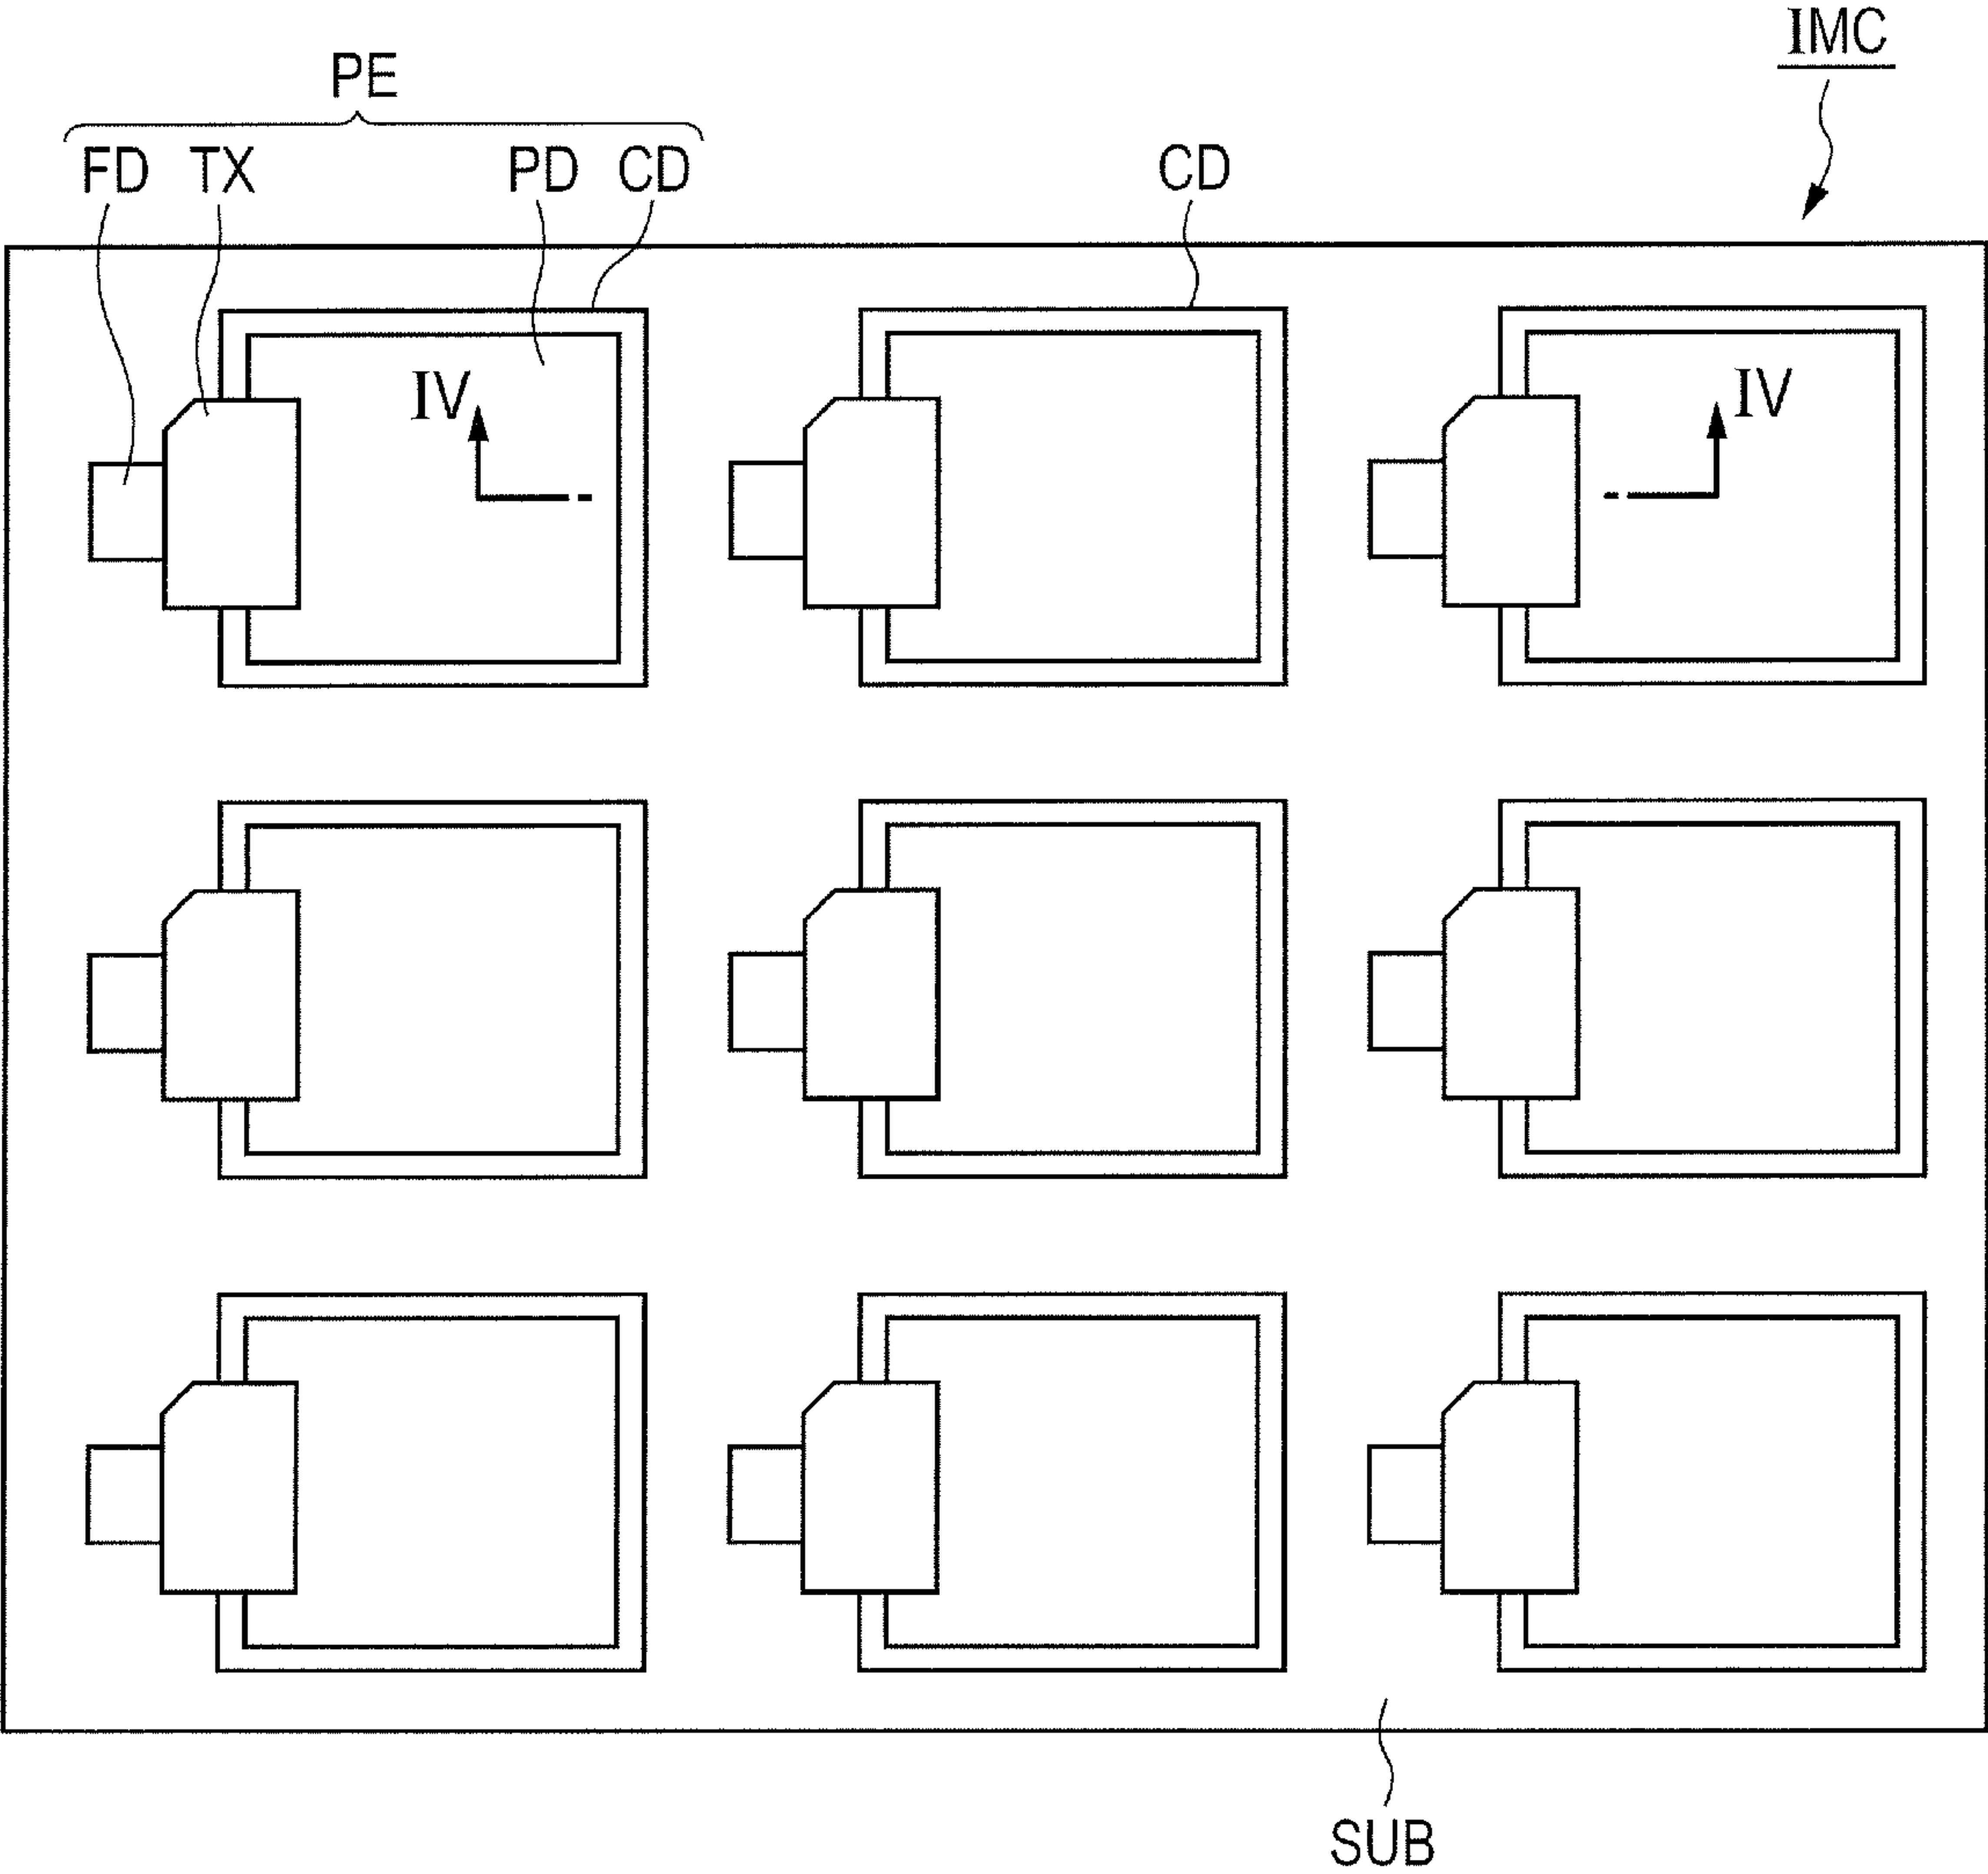 IMC
PE
FD TX PD CD CD
IV IV
SUB